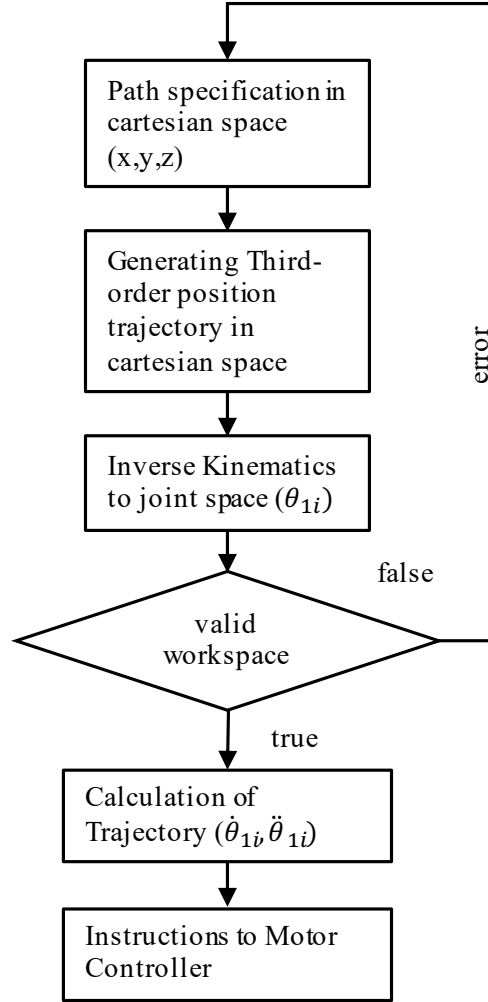 Path specification in
cartesian space
(x,y,z)
Generating Third-
order position
trajectory in
cartesian space
error
Inverse Kinematics
to joint space (θ₁ᵢ)
false
valid
workspace
true
Calculation of
Trajectory (θ̇₁ᵢ, θ̈₁ᵢ)
Instructions to Motor
Controller